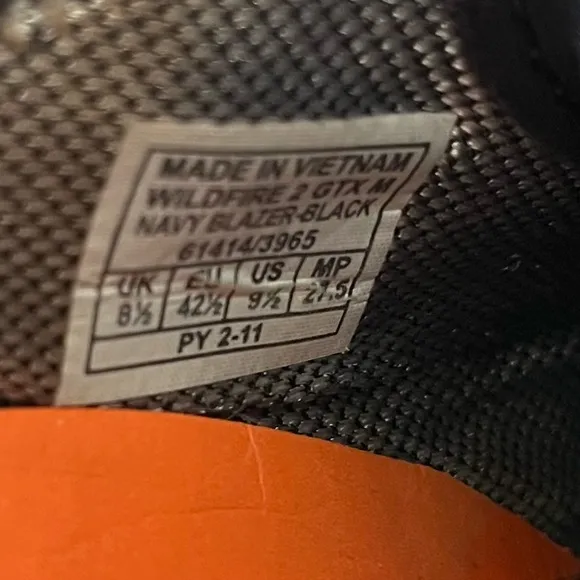 MADE IN VIETNAM
WILDFIRE 2 GTX M
NAVY BLAZER-BLACK
61414/3965
UK EU US MP
8½ 42½ 9½ 27,5
PY 2-11